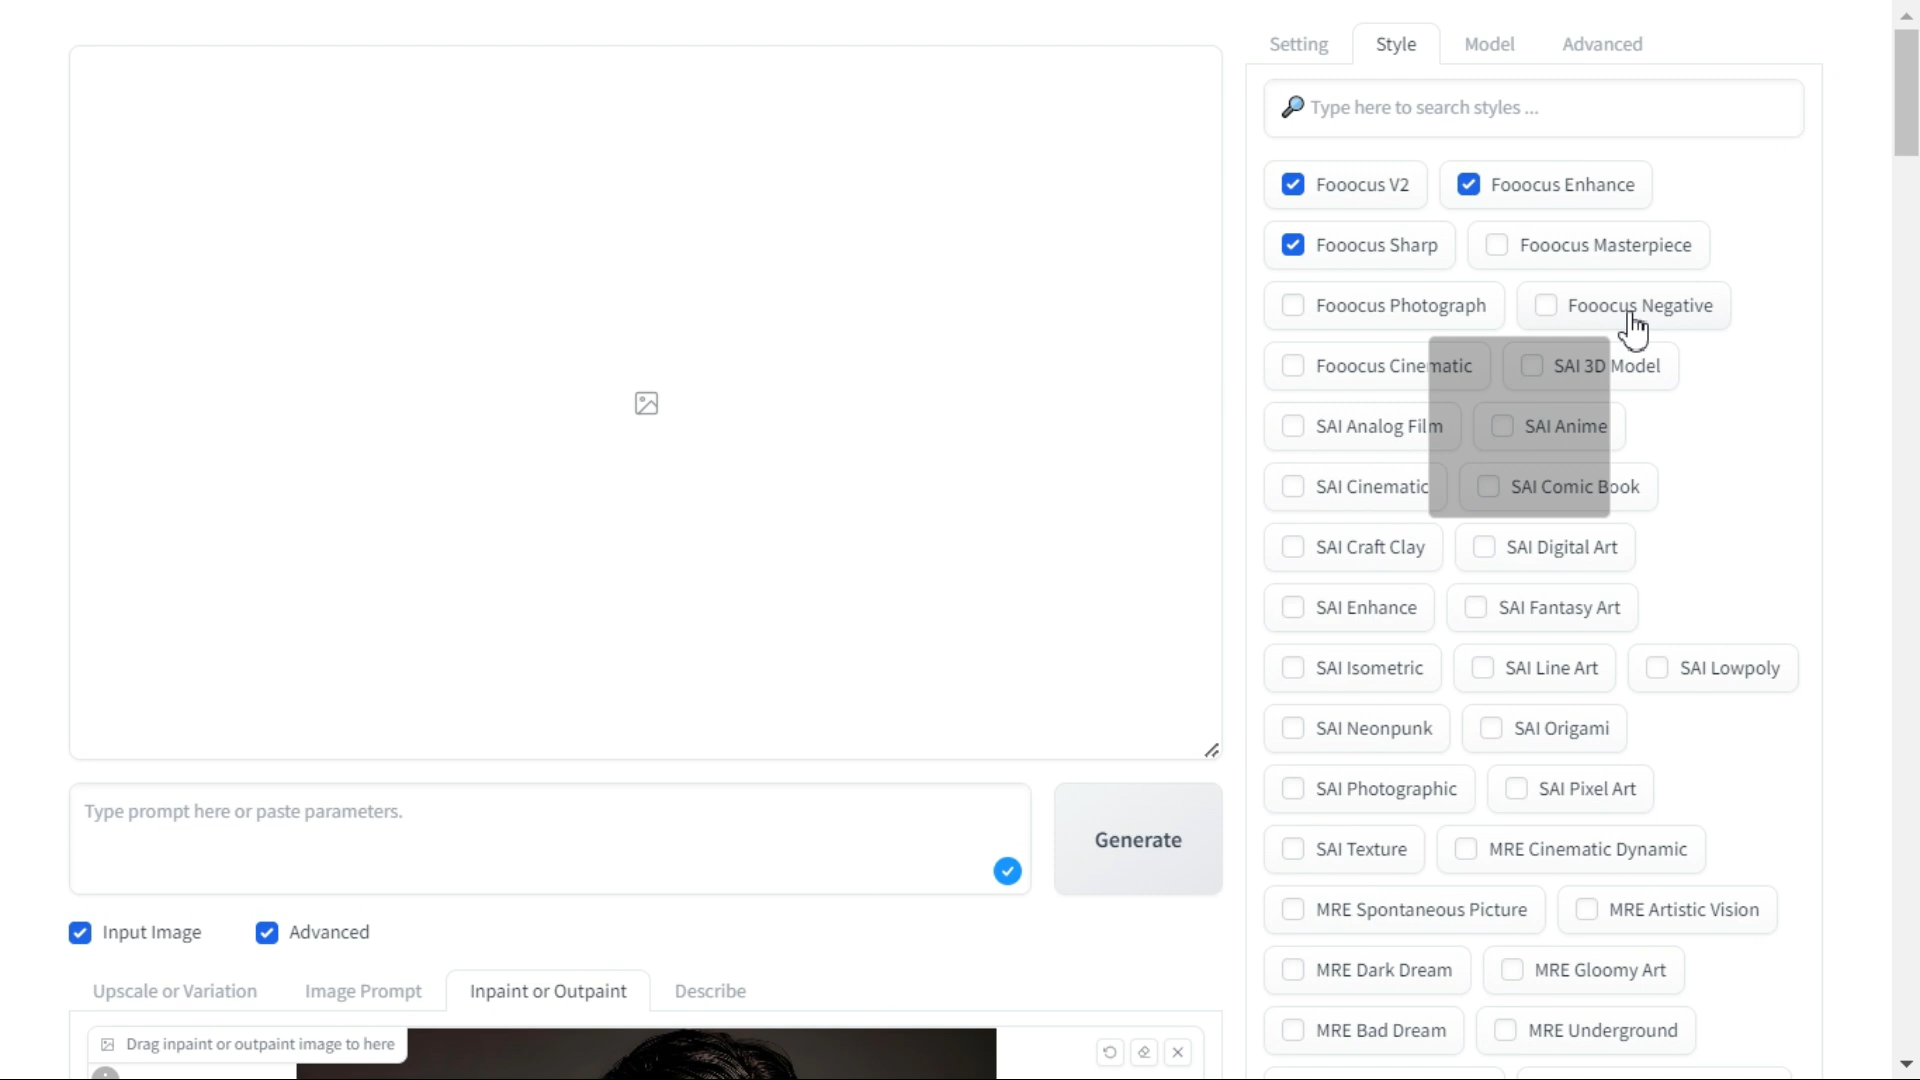 Setting Style Model Advanced
Type here to search styles ...
Fooocus V2 Fooocus Enhance
Fooocus Sharp Fooocus Masterpiece
Fooocus Photograph Fooocus Negative
Fooocus Cinematic SAI 3D Model
SAI Analog Film SAI Anime
SAI Cinematic SAI Comic Book
SAI Craft Clay SAI Digital Art
SAI Enhance SAI Fantasy Art
SAI Isometric SAI Line Art SAI Lowpoly
SAI Neonpunk SAI Origami
SAI Photographic SAI Pixel Art
SAI Texture MRE Cinematic Dynamic
MRE Spontaneous Picture MRE Artistic Vision
MRE Dark Dream MRE Gloomy Art
MRE Bad Dream MRE Underground
Type prompt here or paste parameters.
Generate
Input Image Advanced
Upscale or Variation Image Prompt Inpaint or Outpaint Describe
Drag inpaint or outpaint image to here